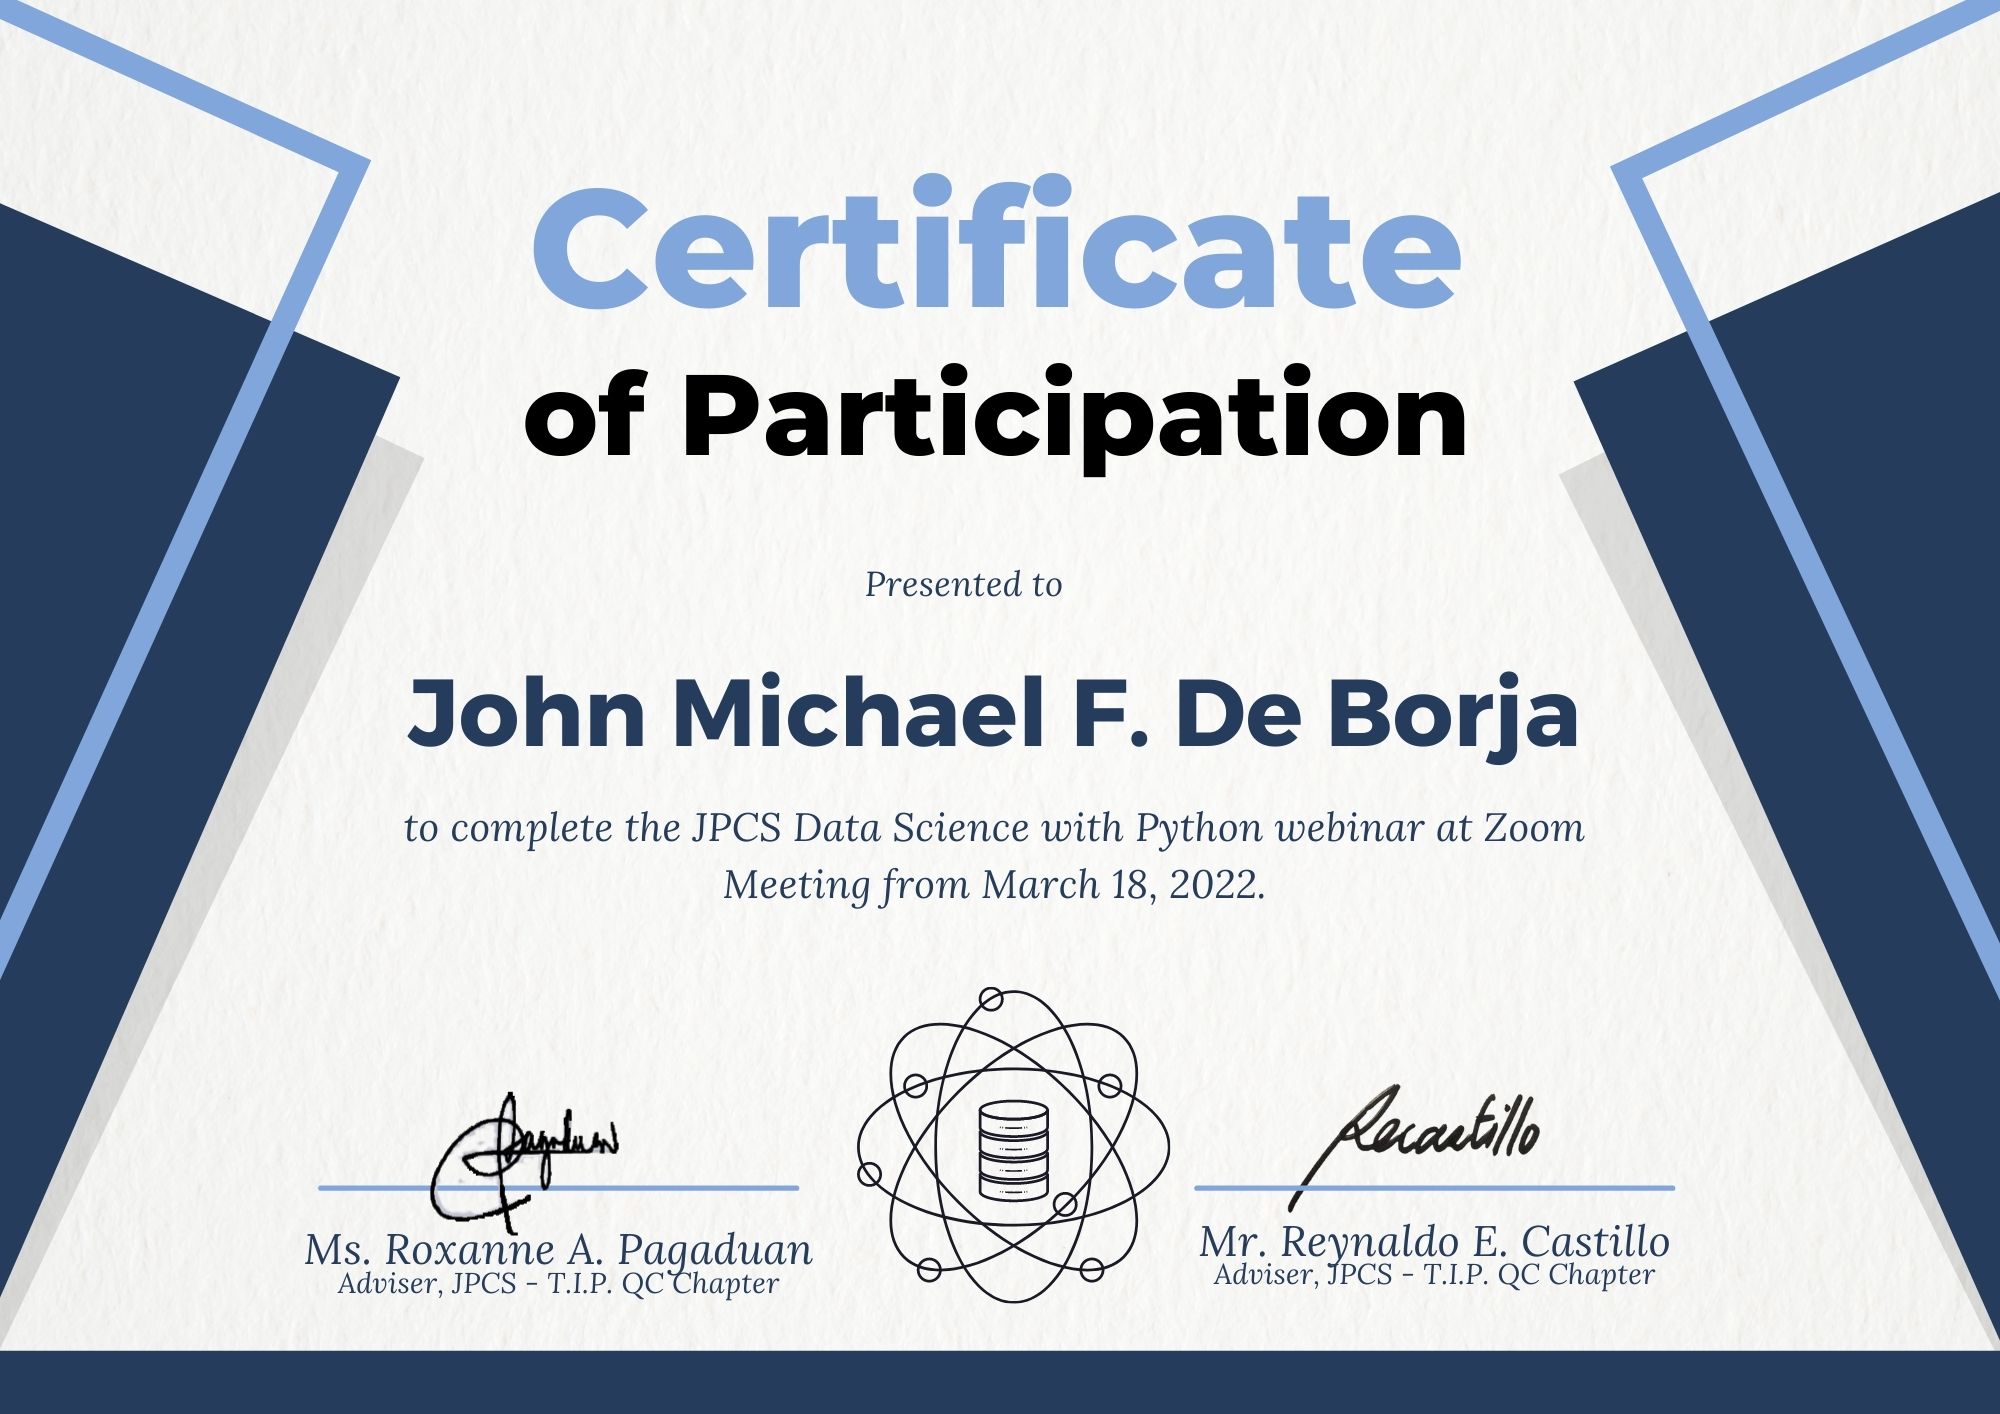 Certificate
of Participation
Presented to
John Michael F. De Borja
to complete the JPCS Data Science with Python webinar at Zoom
Meeting from March 18, 2022.
Pagaduan
Recastillo
Ms. Roxanne A. Pagaduan
Mr. Reynaldo E. Castillo
Adviser, JPCS - T.I.P. QC Chapter
Adviser, JPCS - T.I.P. QC Chapter